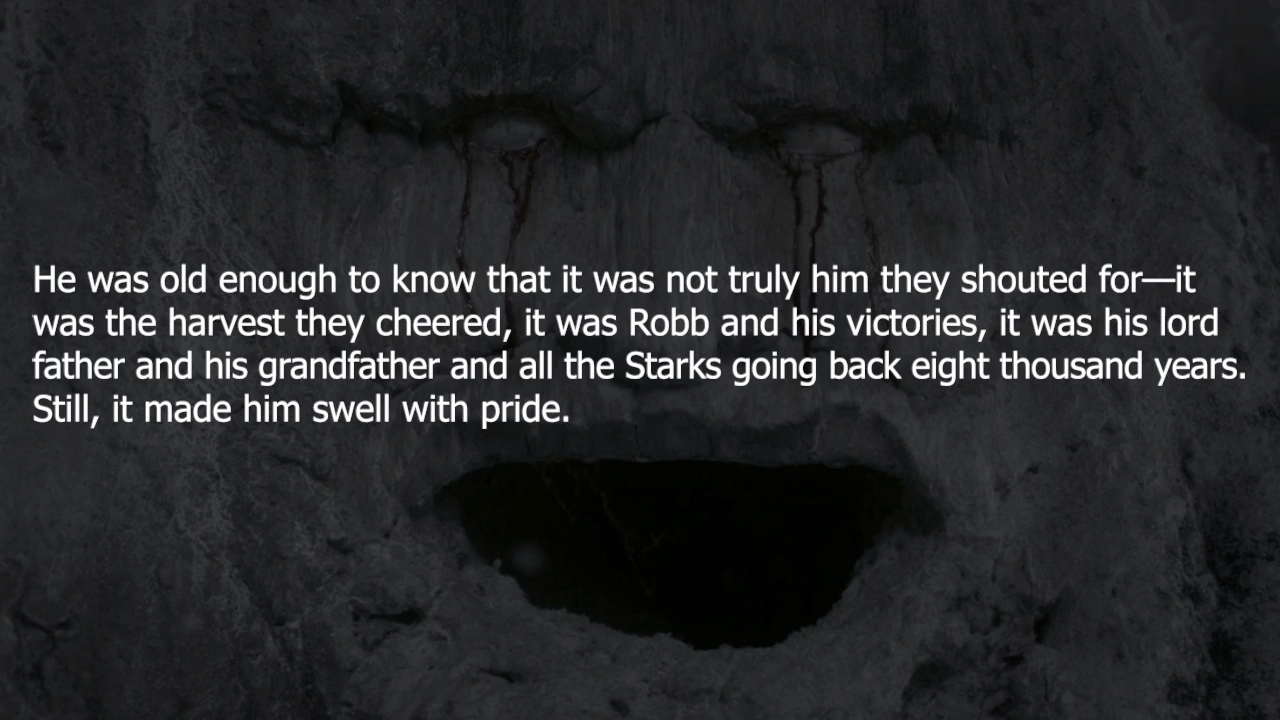 He was old enough to know that it was not truly him they shouted for—it
was the harvest they cheered, it was Robb and his victories, it was his lord
father and his grandfather and all the Starks going back eight thousand years.
Still, it made him swell with pride.